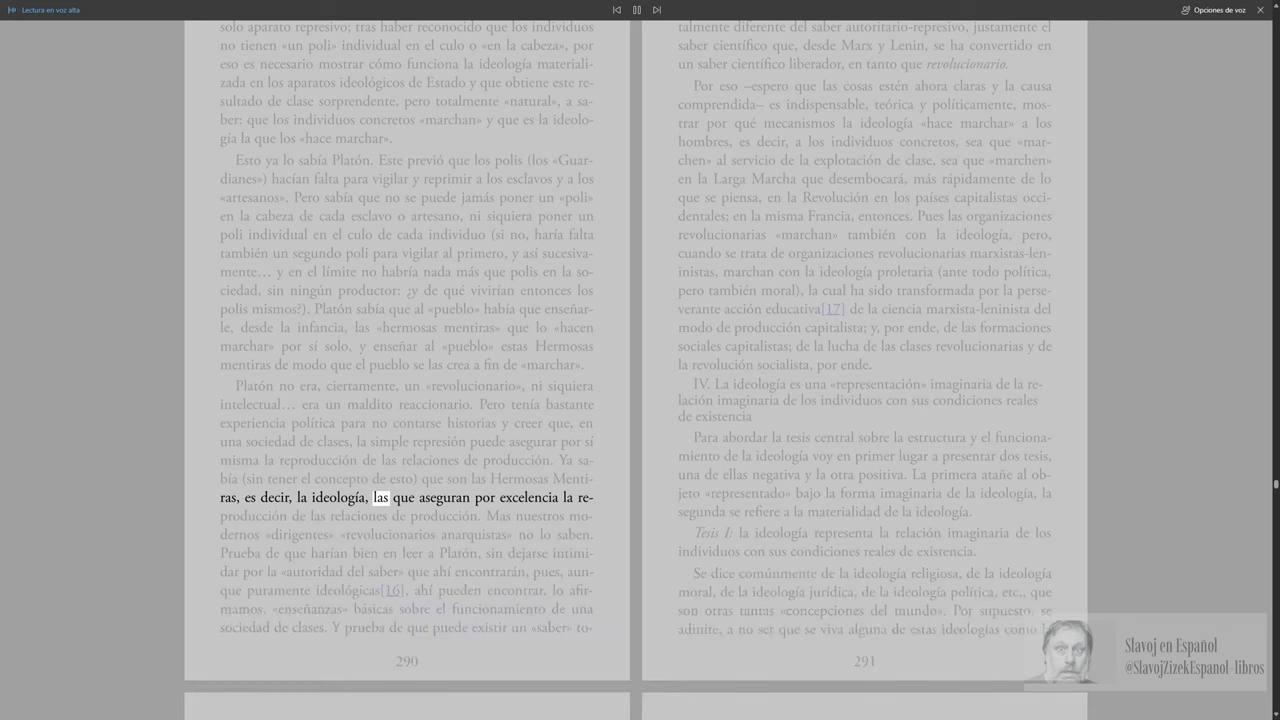 Lectura en voz alta
Opciones de voz
solo aparato represivo; tras haber reconocido que los individuos
no tienen «un poli» individual en el culo o «en la cabeza», por
eso es necesario mostrar cómo funciona la ideología materiali-
zada en los aparatos ideológicos de Estado y que obtiene este re-
sultado de clase sorprendente, pero totalmente «natural», a sa-
ber: que los individuos concretos «marchan» y que es la ideolo-
gía la que los «hace marchar».
Esto ya lo sabía Platón. Este previó que los polis (los «Guar-
dianes») hacían falta para vigilar y reprimir a los esclavos y a los
«artesanos». Pero sabía que no se puede jamás poner un «poli»
en la cabeza de cada esclavo o artesano, ni siquiera poner un
poli individual en el culo de cada individuo (si no, haría falta
también un segundo poli para vigilar al primero, y así sucesiva-
mente… y en el límite no habría nada más que polis en la so-
ciedad, sin ningún productor: ¿y de qué vivirían entonces los
polis mismos?). Platón sabía que al «pueblo» había que enseñar-
le, desde la infancia, las «hermosas mentiras» que lo «hacen
marchar» por sí solo, y enseñar al «pueblo» estas Hermosas
mentiras de modo que el pueblo se las crea a fin de «marchar».
Platón no era, ciertamente, un «revolucionario», ni siquiera
intelectual… era un maldito reaccionario. Pero tenía bastante
experiencia política para no contarse historias y creer que, en
una sociedad de clases, la simple represión puede asegurar por sí
misma la reproducción de las relaciones de producción. Ya sa-
bía (sin tener el concepto de esto) que son las Hermosas Menti-
ras, es decir, la ideología, las que aseguran por excelencia la re-
producción de las relaciones de producción. Mas nuestros mo-
dernos «dirigentes» «revolucionarios anarquistas» no lo saben.
Prueba de que harían bien en leer a Platón, sin dejarse intimi-
dar por la «autoridad del saber» que ahí encontrarán, pues, aun-
que puramente ideológicas[16], ahí pueden encontrar, lo afir-
mamos, «enseñanzas» básicas sobre el funcionamiento de una
sociedad de clases. Y prueba de que puede existir un «saber» to-
290
talmente diferente del saber autoritario-represivo, justamente el
saber científico que, desde Marx y Lenin, se ha convertido en
un saber científico liberador, en tanto que revolucionario.
Por eso –espero que las cosas estén ahora claras y la causa
comprendida– es indispensable, teórica y políticamente, mos-
trar por qué mecanismos la ideología «hace marchar» a los
hombres, es decir, a los individuos concretos, sea que «mar-
chen» al servicio de la explotación de clase, sea que «marchen»
en la Larga Marcha que desembocará, más rápidamente de lo
que se piensa, en la Revolución en los países capitalistas occi-
dentales; en la misma Francia, entonces. Pues las organizaciones
revolucionarias «marchan» también con la ideología, pero,
cuando se trata de organizaciones revolucionarias marxistas-len-
inistas, marchan con la ideología proletaria (ante todo política,
pero también moral), la cual ha sido transformada por la perse-
verante acción educativa[17] de la ciencia marxista-leninista del
modo de producción capitalista; y, por ende, de las formaciones
sociales capitalistas; de la lucha de las clases revolucionarias y de
la revolución socialista, por ende.
IV. La ideología es una «representación» imaginaria de la re-
lación imaginaria de los individuos con sus condiciones reales
de existencia
Para abordar la tesis central sobre la estructura y el funciona-
miento de la ideología voy en primer lugar a presentar dos tesis,
una de ellas negativa y la otra positiva. La primera atañe al ob-
jeto «representado» bajo la forma imaginaria de la ideología, la
segunda se refiere a la materialidad de la ideología.
Tesis I: la ideología representa la relación imaginaria de los
individuos con sus condiciones reales de existencia.
Se dice comúnmente de la ideología religiosa, de la ideología
moral, de la ideología jurídica, de la ideología política, etc., que
son otras tantas «concepciones del mundo». Por supuesto, se
admite, a no ser que se viva alguna de estas ideologías como
291
Slavoj en Español
@SlavojZizekEspanol-libros